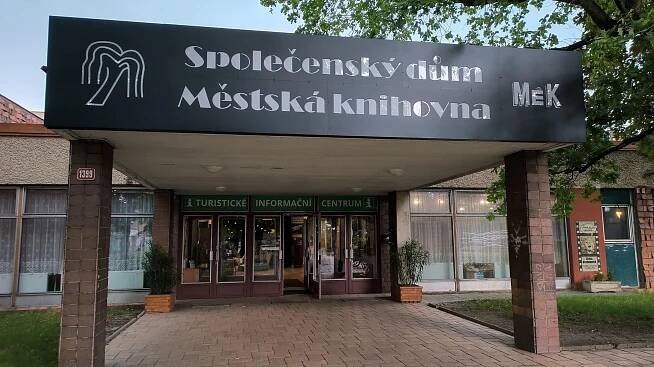 Společenský dům
Městská knihovna
MěK
1399
i TURISTICKÉ INFORMAČNÍ CENTRUM i